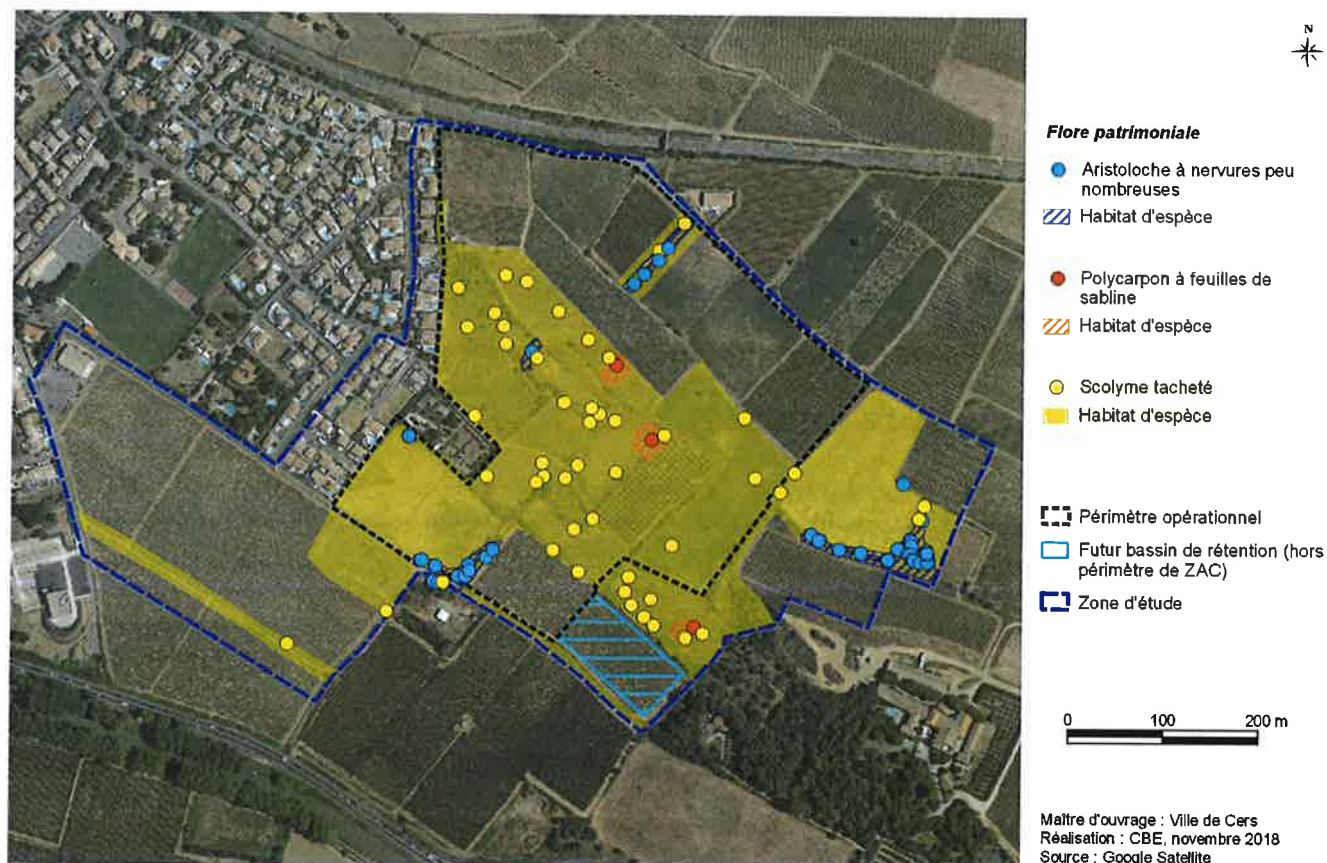 N
Flore patrimoniale
Aristoloche à nervures peu
nombreuses
Habitat d'espèce
Polycarpon à feuilles de
sabline
Habitat d'espèce
Scolyme tacheté
Habitat d'espèce
Périmètre opérationnel
Futur bassin de rétention (hors
périmètre de ZAC)
Zone d'étude
0 100 200 m
Maître d'ouvrage : Ville de Cers
Réalisation : CBE, novembre 2018
Source : Google Satellite